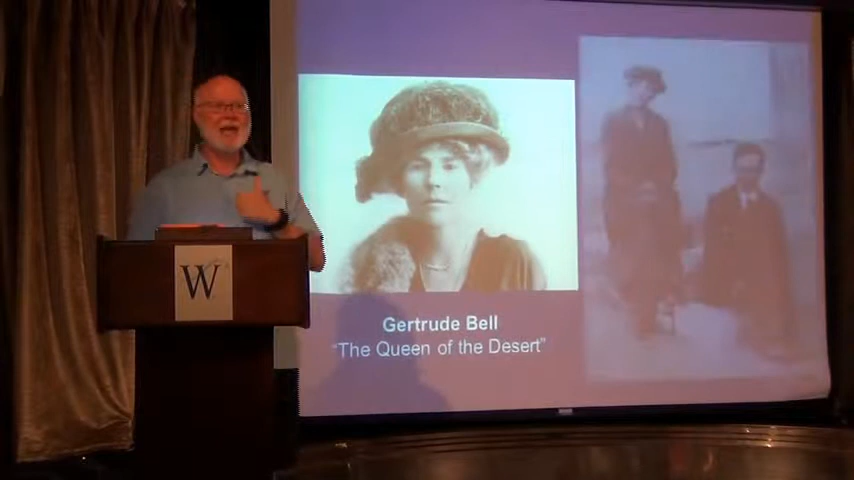 W
Gertrude Bell
"The Queen of the Desert"